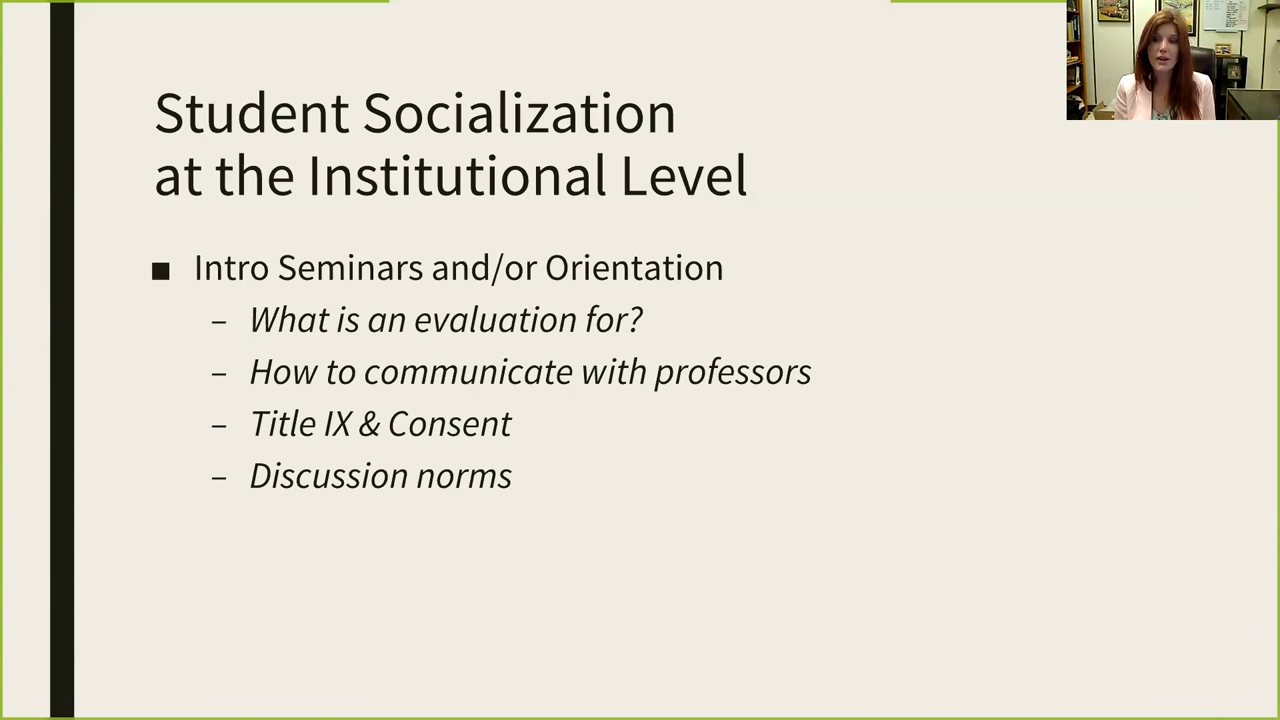 Student Socialization
at the Institutional Level
■ Intro Seminars and/or Orientation
– What is an evaluation for?
– How to communicate with professors
– Title IX & Consent
– Discussion norms